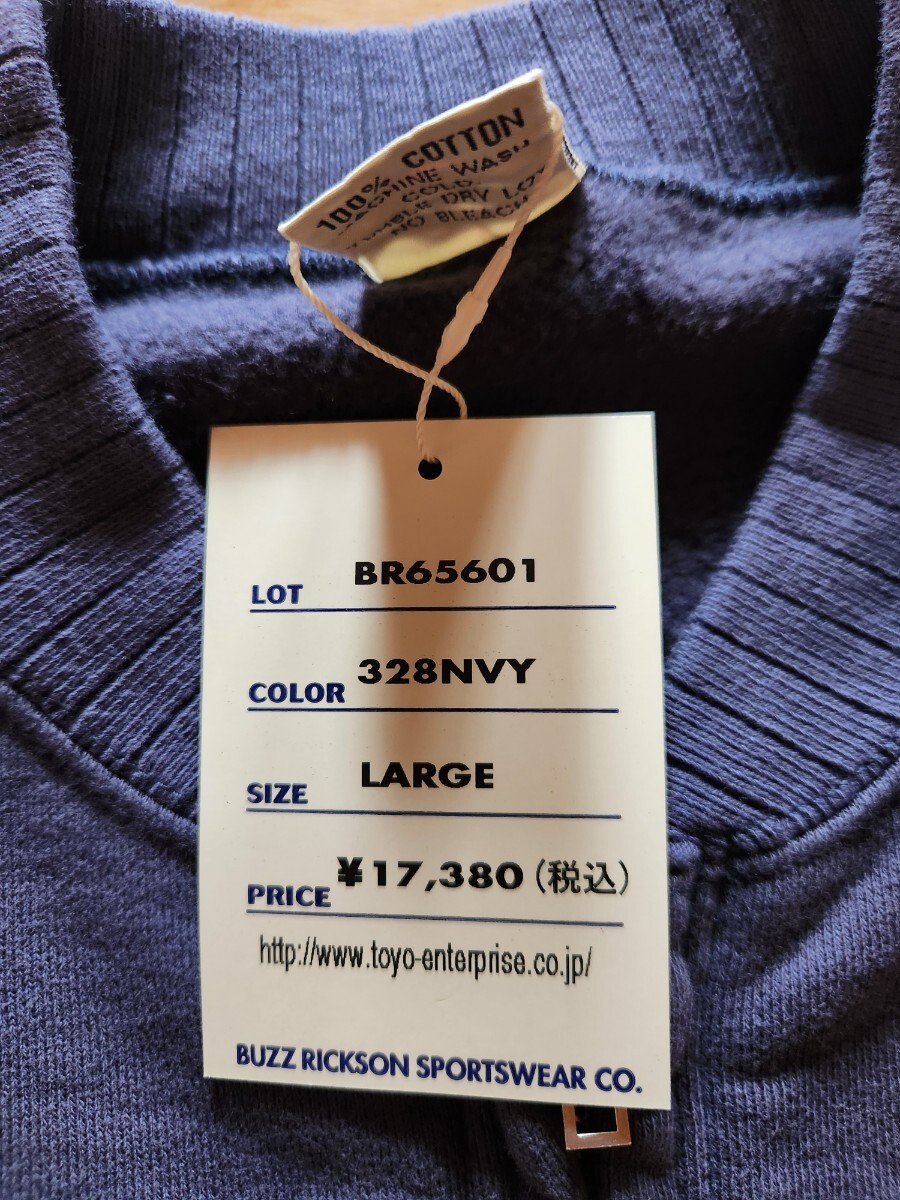 100% COTTON
MACHINE WASH
COLD
TUMBLE DRY LOW
NO BLEACH
LOT BR65601
COLOR 328NVY
SIZE LARGE
PRICE ¥17,380(税込)
http://www.toyo-enterprise.co.jp/
BUZZ RICKSON SPORTSWEAR CO.